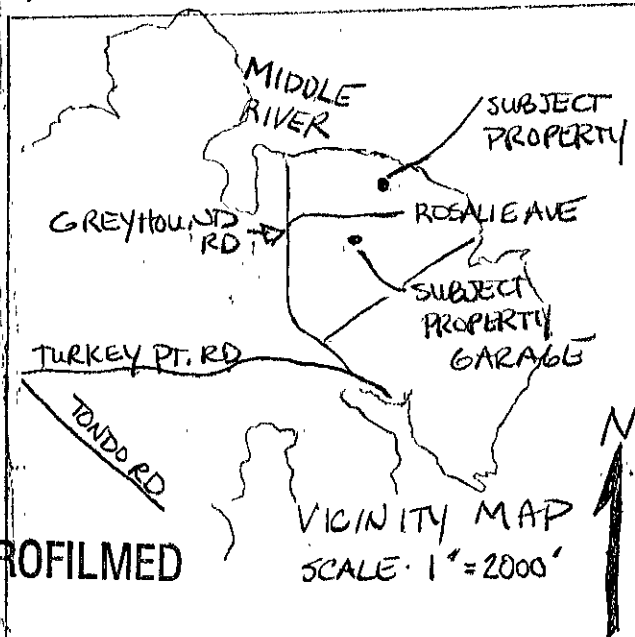 MIDDLE
RIVER
SUBJECT
PROPERTY
GREYHOUND
RD
ROSALIE AVE
SUBJECT
PROPERTY
GARAGE
TURKEY PT. RD
TONDO RD
N
VICINITY MAP
SCALE. 1" = 2000'
ROFILMED